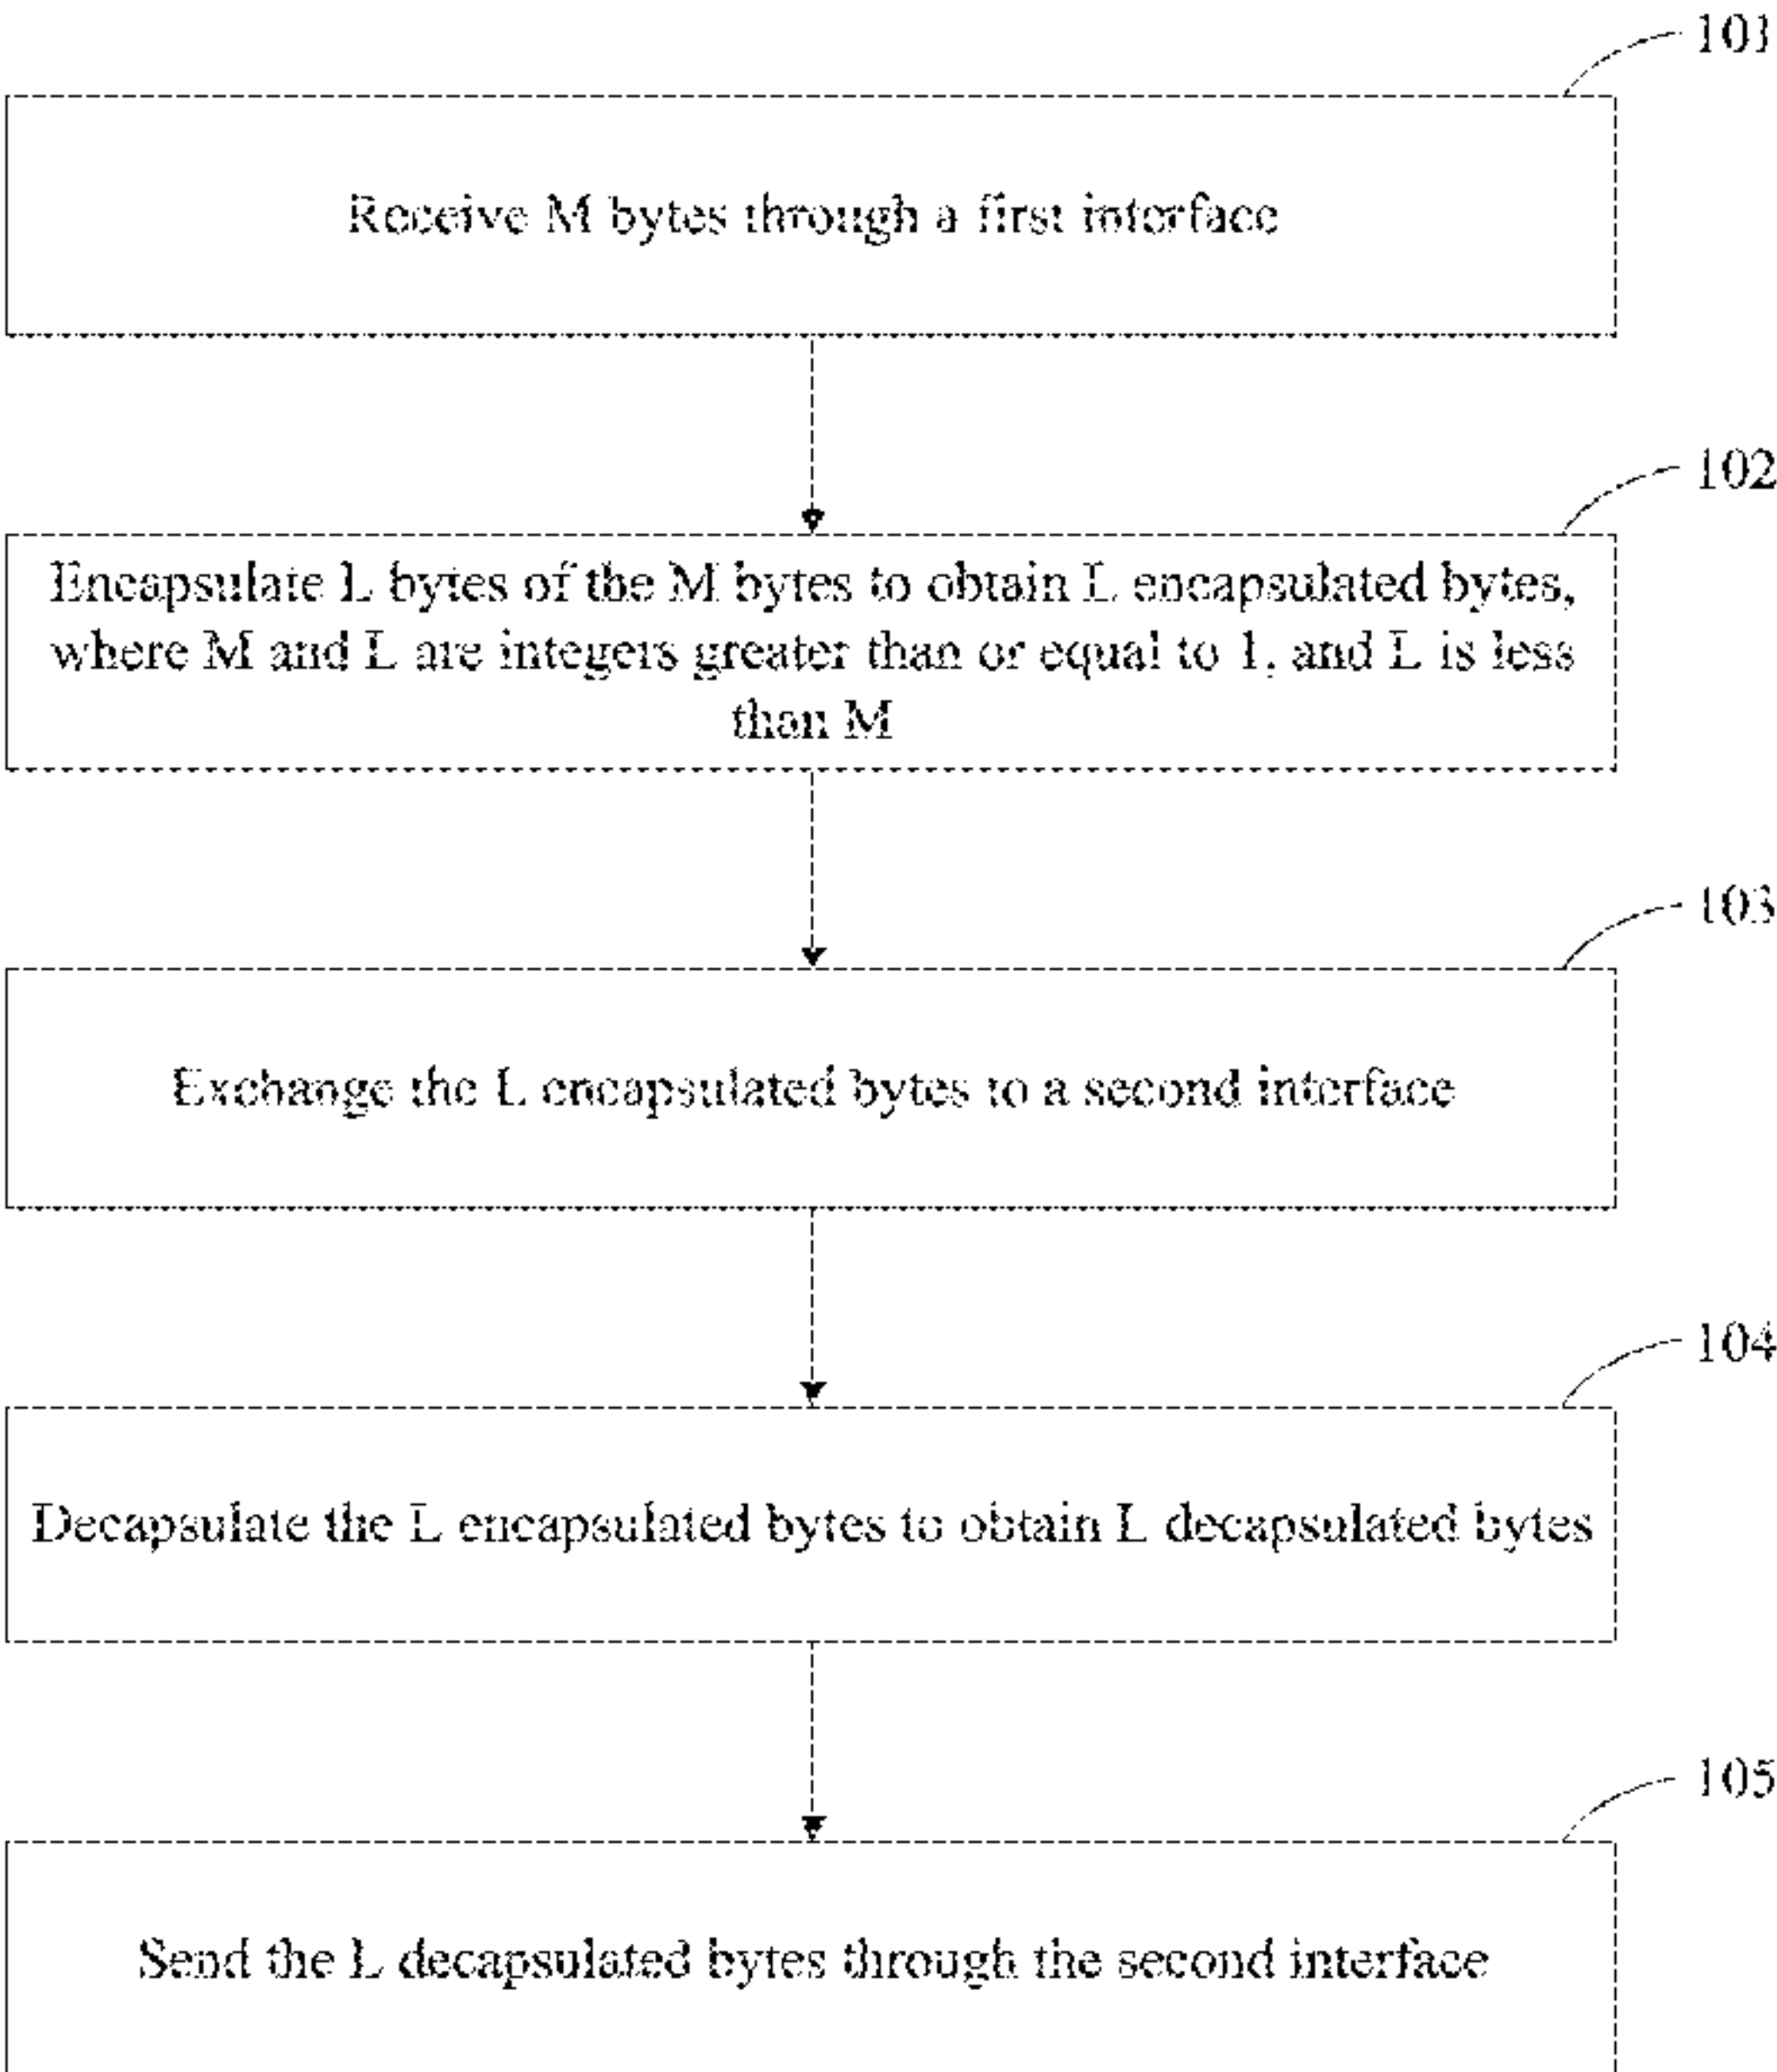 101
Receive M bytes through a first interface
102
Encapsulate L bytes of the M bytes to obtain L encapsulated bytes,
where M and L are integers greater than or equal to 1, and L is less
than M
103
Exchange the L encapsulated bytes to a second interface
104
Decapsulate the L encapsulated bytes to obtain L decapsulated bytes
105
Send the L decapsulated bytes through the second interface